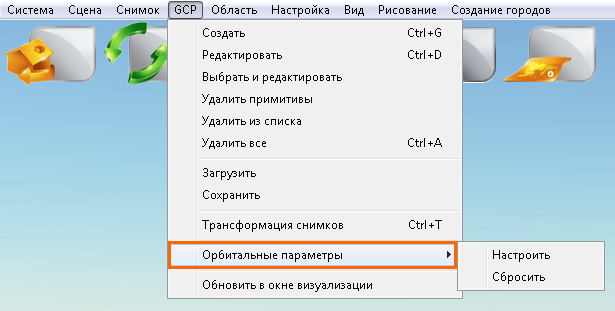 Система Сцена Снимок GCP Область Настройка Вид Рисование Создание городов
Создать Ctrl+G
Редактировать Ctrl+D
Выбрать и редактировать
Удалить примитивы
Удалить из списка
Удалить все Ctrl+A
Загрузить
Сохранить
Трансформация снимков Ctrl+T
Орбитальные параметры
Настроить
Сбросить
Обновить в окне визуализации